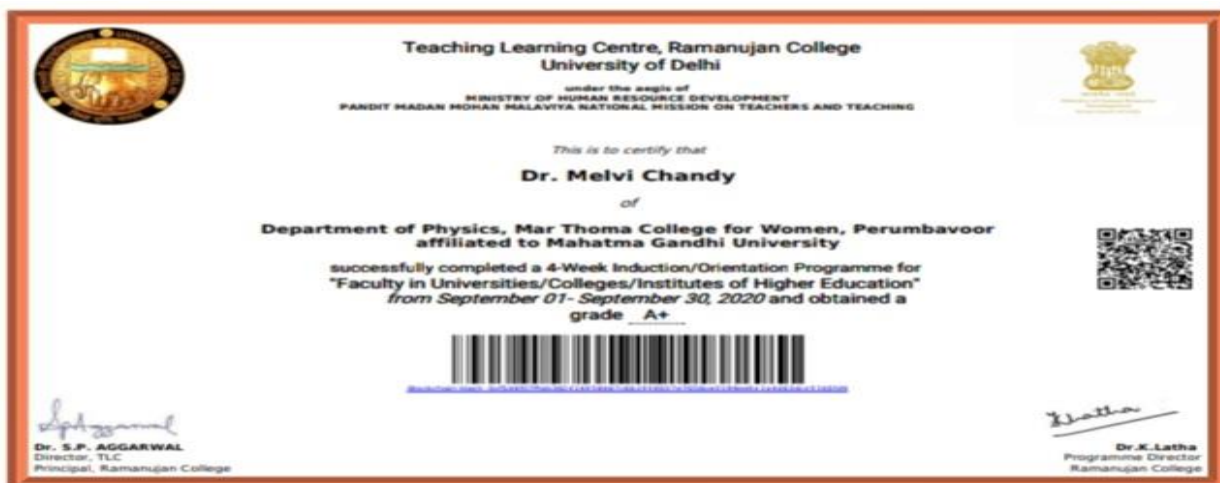 Teaching Learning Centre, Ramanujan College
University of Delhi
under the aegis of
MINISTRY OF HUMAN RESOURCE DEVELOPMENT
PANDIT MADAN MOHAN MALAVIYA NATIONAL MISSION ON TEACHERS AND TEACHING
This is to certify that
Dr. Melvi Chandy
of
Department of Physics, Mar Thoma College for Women, Perumbavoor
affiliated to Mahatma Gandhi University
successfully completed a 4-Week Induction/Orientation Programme for
"Faculty in Universities/Colleges/Institutes of Higher Education"
from September 01- September 30, 2020 and obtained a
grade A+
Dr. S.P. AGGARWAL
Director, TLC
Principal, Ramanujan College
Dr.K.Latha
Programme Director
Ramanujan College